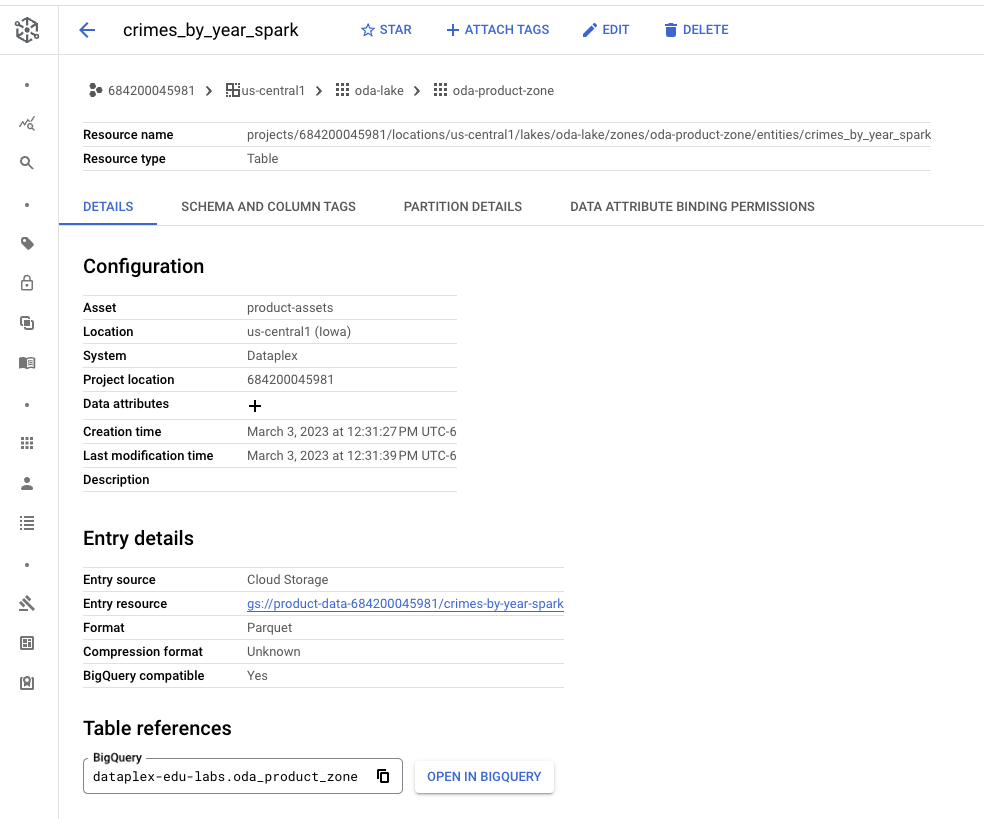 crimes_by_year_spark STAR ATTACH TAGS EDIT DELETE
684200045981 us-central1 oda-lake oda-product-zone
Resource name projects/684200045981/locations/us-central1/lakes/oda-lake/zones/oda-product-zone/entities/crimes_by_year_spark
Resource type Table
DETAILS SCHEMA AND COLUMN TAGS PARTITION DETAILS DATA ATTRIBUTE BINDING PERMISSIONS
Configuration
Asset product-assets
Location us-central1 (Iowa)
System Dataplex
Project location 684200045981
Data attributes
Creation time March 3, 2023 at 12:31:27 PM UTC-6
Last modification time March 3, 2023 at 12:31:39 PM UTC-6
Description
Entry details
Entry source Cloud Storage
Entry resource gs://product-data-684200045981/crimes-by-year-spark
Format Parquet
Compression format Unknown
BigQuery compatible Yes
Table references
BigQuery
dataplex-edu-labs.oda_product_zone OPEN IN BIGQUERY